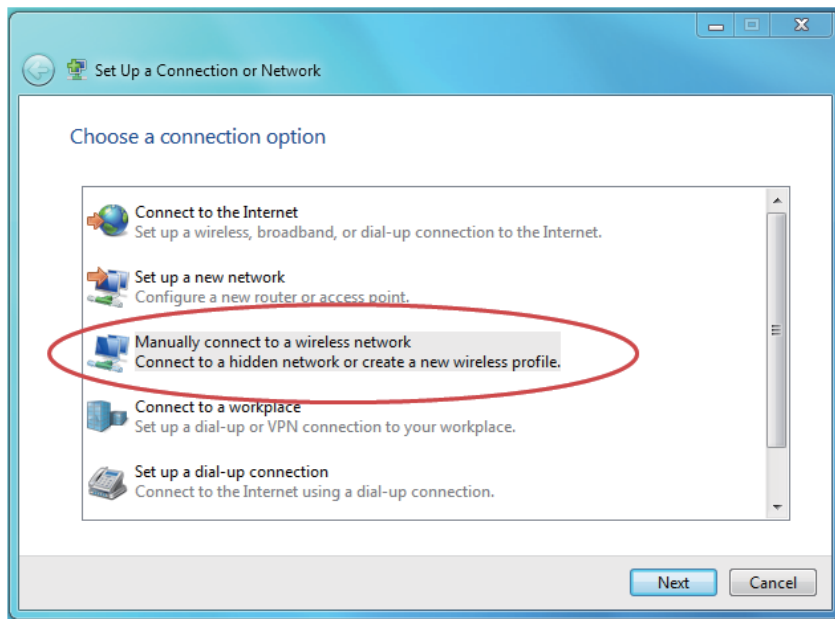 Set Up a Connection or Network
Choose a connection option
Connect to the Internet
Set up a wireless, broadband, or dial-up connection to the Internet.
Set up a new network
Configure a new router or access point.
Manually connect to a wireless network
Connect to a hidden network or create a new wireless profile.
Connect to a workplace
Set up a dial-up or VPN connection to your workplace.
Set up a dial-up connection
Connect to the Internet using a dial-up connection.
Next Cancel